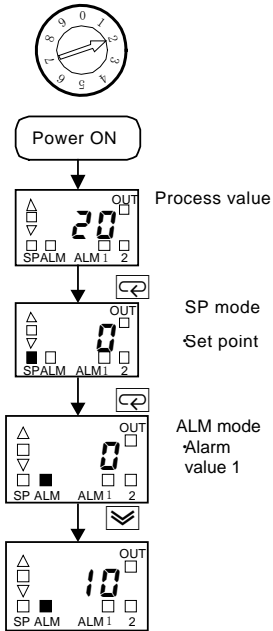 0 1 2 3 4 5 6 7 8 9
Power ON
OUT
20
Process value
SP ALM ALM 1 2
OUT
0
SP mode
·Set point
SP ALM ALM 1 2
OUT
0
ALM mode
·Alarm
value 1
SP ALM ALM 1 2
OUT
10
SP ALM ALM 1 2